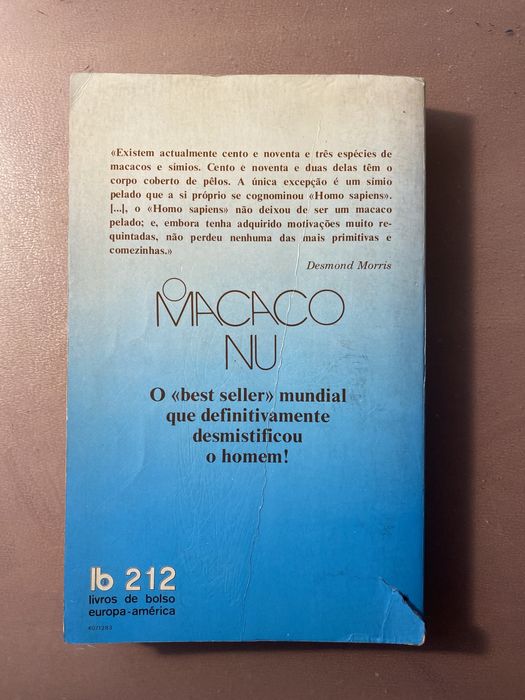 «Existem actualmente cento e noventa e três espécies de
macacos e símios. Cento e noventa e duas delas têm o
corpo coberto de pêlos. A única excepção é um símio
pelado que a si próprio se cognominou «Homo sapiens».
[...], o «Homo sapiens» não deixou de ser um macaco
pelado; e, embora tenha adquirido motivações muito re-
quintadas, não perdeu nenhuma das mais primitivas e
comezinhas.»
Desmond Morris
O MACACO
NU
O «best seller» mundial
que definitivamente
desmistificou
o homem!
lb 212
livros de bolso
europa-américa
4071283